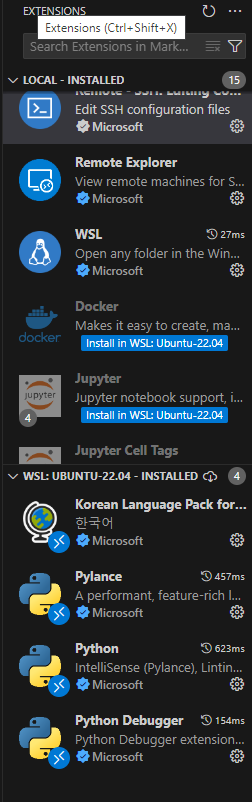 EXTENSIONS
Extensions (Ctrl+Shift+X)
Search Extensions in Mark...
LOCAL - INSTALLED 15
Remote - SSH: Editing Co...
Edit SSH configuration files
Microsoft
Remote Explorer
View remote machines for S...
Microsoft
WSL 27ms
Open any folder in the Win...
Microsoft
docker
Docker
Makes it easy to create, ma...
Install in WSL: Ubuntu-22.04
jupyter
4
Jupyter
Jupyter notebook support, i...
Install in WSL: Ubuntu-22.04
Jupyter Cell Tags
WSL: UBUNTU-22.04 - INSTALLED 4
Korean Language Pack for...
한국어
Microsoft
Pylance 457ms
A performant, feature-rich l...
Microsoft
Python 623ms
IntelliSense (Pylance), Lintin...
Microsoft
Python Debugger 154ms
Python Debugger extension...
Microsoft